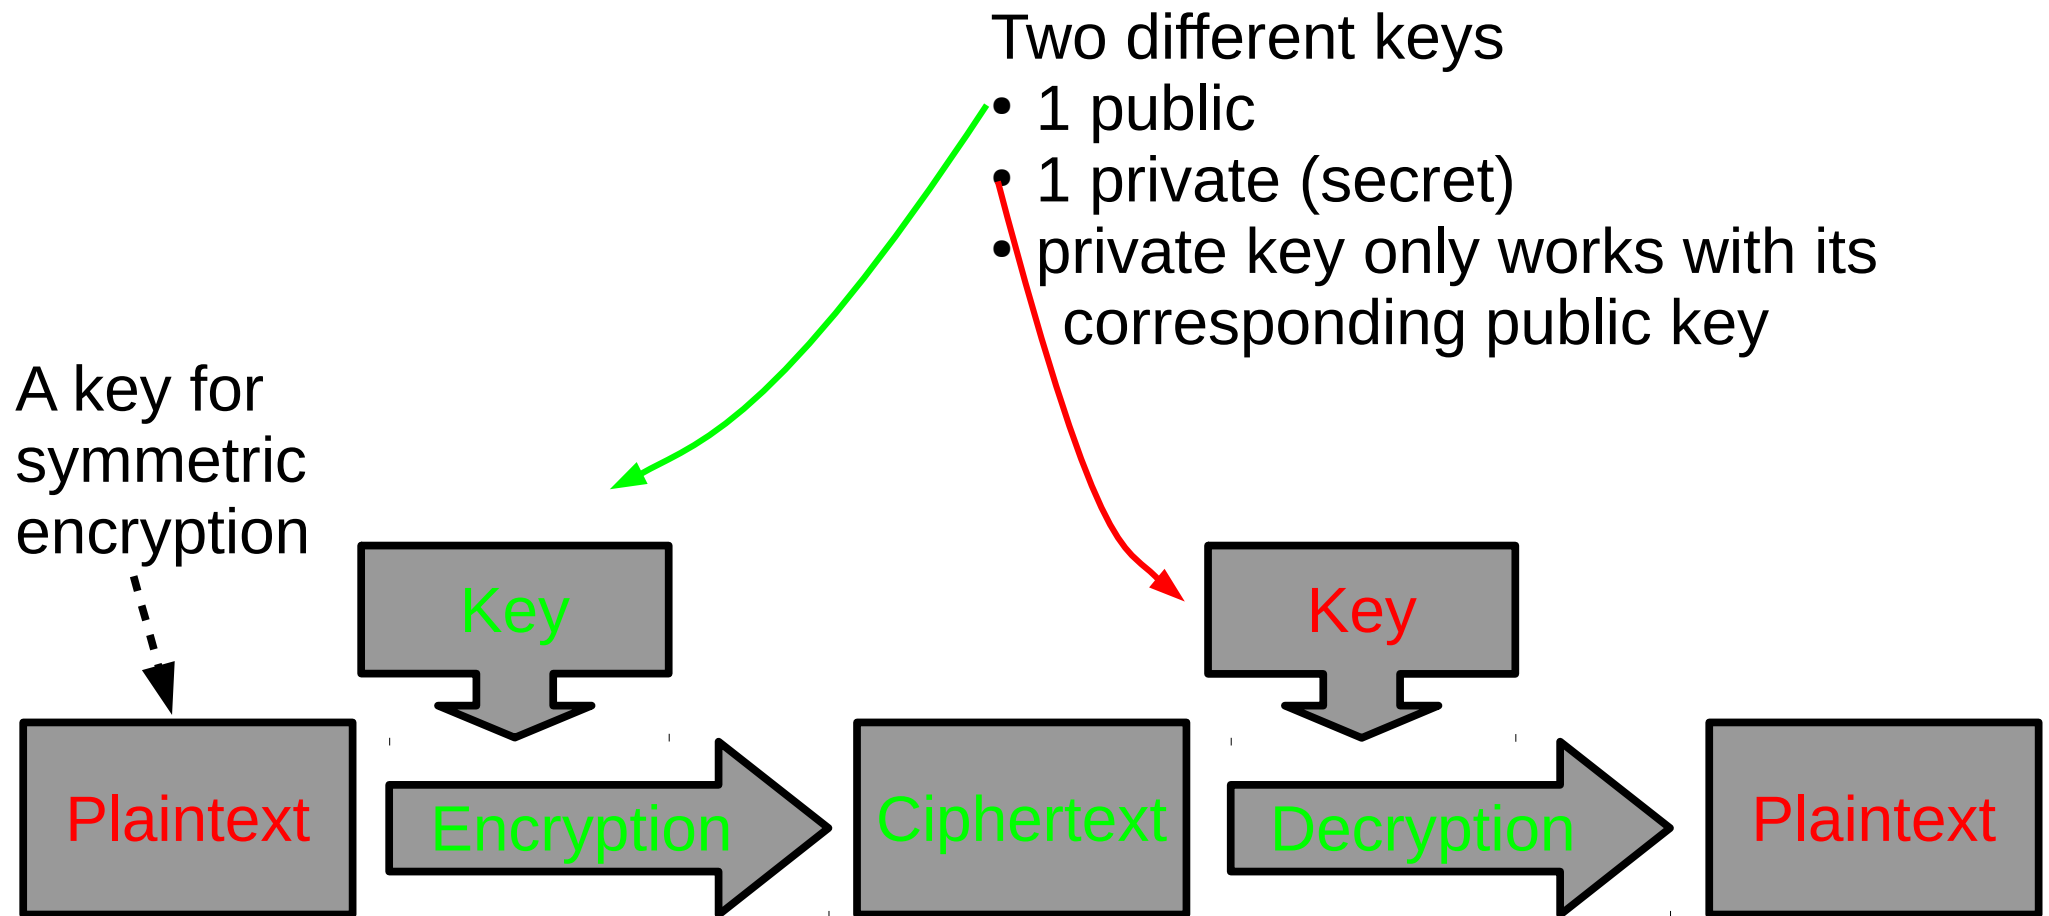 Two different keys
• 1 public
• 1 private (secret)
• private key only works with its
corresponding public key
A key for
symmetric
encryption
Key
Key
Plaintext
Encryption
Ciphertext
Decryption
Plaintext